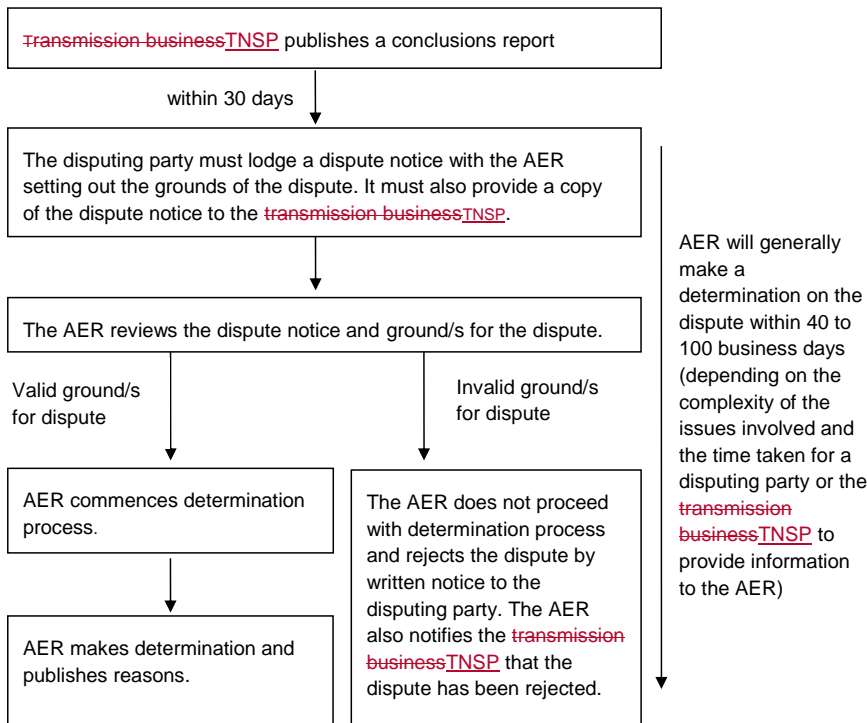 Transmission businessTNSP publishes a conclusions report
within 30 days
The disputing party must lodge a dispute notice with the AER
setting out the grounds of the dispute. It must also provide a copy
of the dispute notice to the transmission businessTNSP.
The AER reviews the dispute notice and ground/s for the dispute.
Valid ground/s
for dispute
Invalid ground/s
for dispute
AER commences determination
process.
AER makes determination and
publishes reasons.
The AER does not proceed
with determination process
and rejects the dispute by
written notice to the
disputing party. The AER
also notifies the transmission
businessTNSP that the
dispute has been rejected.
AER will generally
make a
determination on the
dispute within 40 to
100 business days
(depending on the
complexity of the
issues involved and
the time taken for a
disputing party or the
transmission
businessTNSP to
provide information
to the AER)